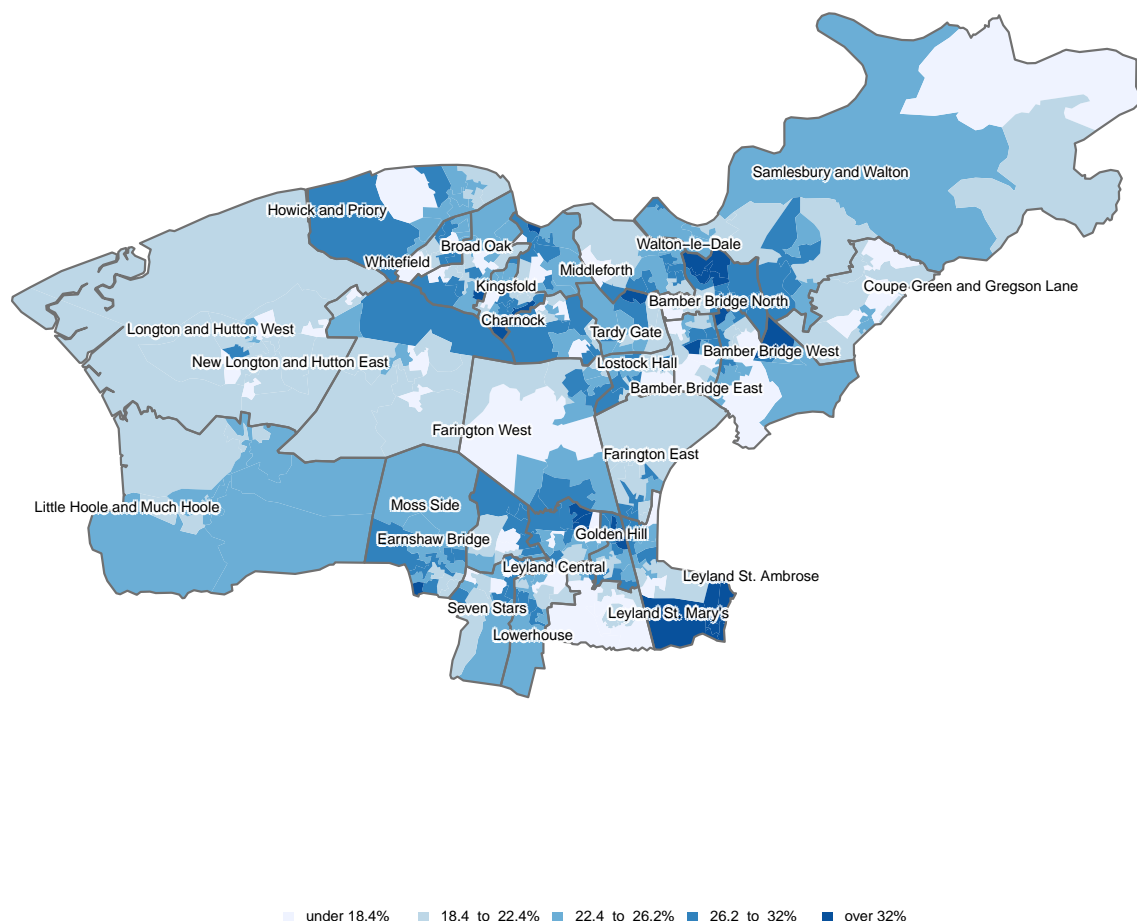 Samlesbury and Walton
Howick and Priory
Walton–le–Dale
Broad Oak
Whitefield
Middleforth
Kingsfold
Coupe Green and Gregson Lane
Bamber Bridge North
Charnock
Longton and Hutton West
Tardy Gate
Bamber Bridge West
New Longton and Hutton East
Lostock Hall
Bamber Bridge East
Farington West
Farington East
Moss Side
Little Hoole and Much Hoole
Golden Hill
Earnshaw Bridge
Leyland Central
Leyland St. Ambrose
Seven Stars
Leyland St. Mary's
Lowerhouse
under 18.4% 18.4 to 22.4% 22.4 to 26.2% 26.2 to 32% over 32%